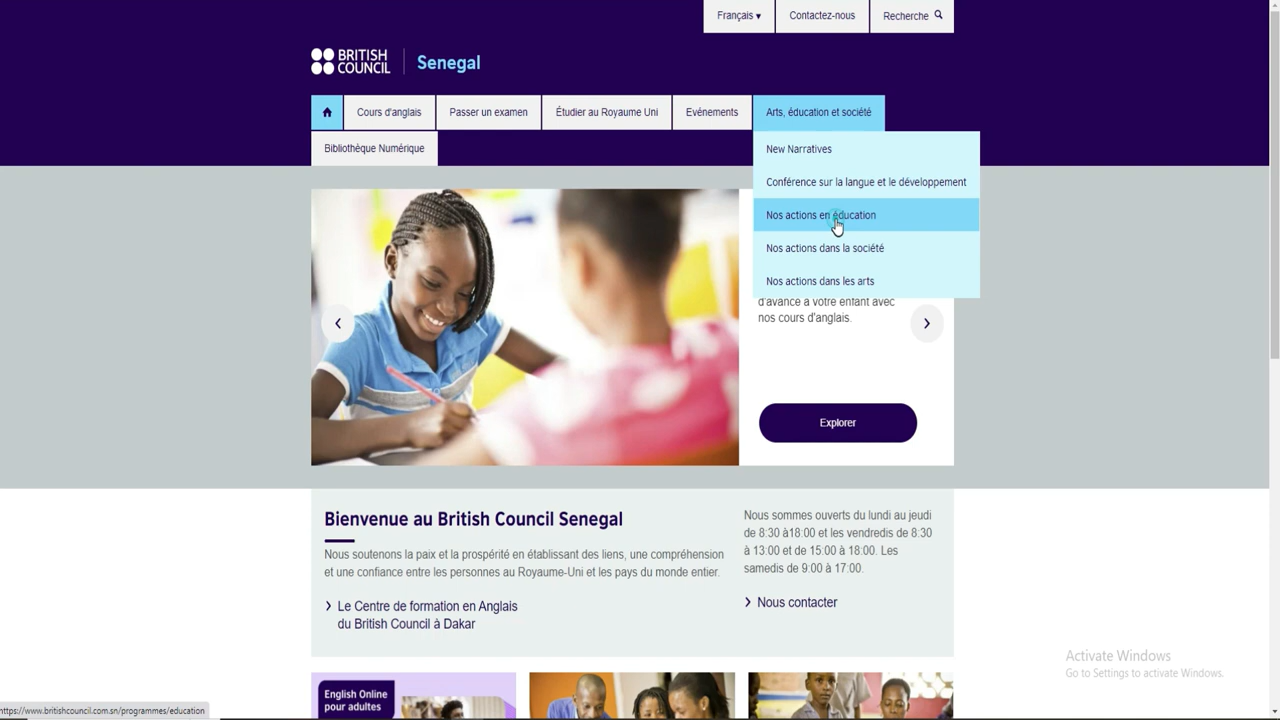 Français ▾
Contactez-nous
Recherche
BRITISH
COUNCIL
Senegal
Cours d'anglais
Passer un examen
Étudier au Royaume Uni
Evénements
Arts, éducation et société
Bibliothèque Numérique
New Narratives
Conférence sur la langue et le développement
Nos actions en éducation
Nos actions dans la société
Nos actions dans les arts
d'avance à votre enfant avec
nos cours d'anglais.
Explorer
Bienvenue au British Council Senegal
Nous soutenons la paix et la prospérité en établissant des liens, une compréhension
et une confiance entre les personnes au Royaume-Uni et les pays du monde entier.
Le Centre de formation en Anglais
du British Council à Dakar
Nous sommes ouverts du lundi au jeudi
de 8:30 à18:00 et les vendredis de 8:30
à 13:00 et de 15:00 à 18:00. Les
samedis de 9:00 à 17:00.
Nous contacter
English Online
pour adultes
Activate Windows
Go to Settings to activate Windows.
https://www.britishcouncil.com.sn/programmes/education